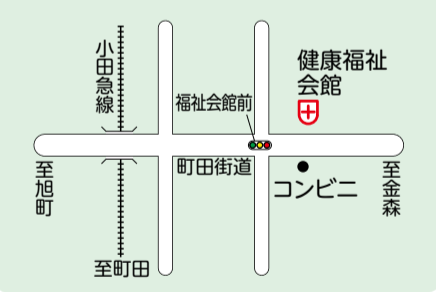 小田急線
健康福祉
会館
福祉会館前
町田街道
コンビニ
至旭町
至金森
至町田